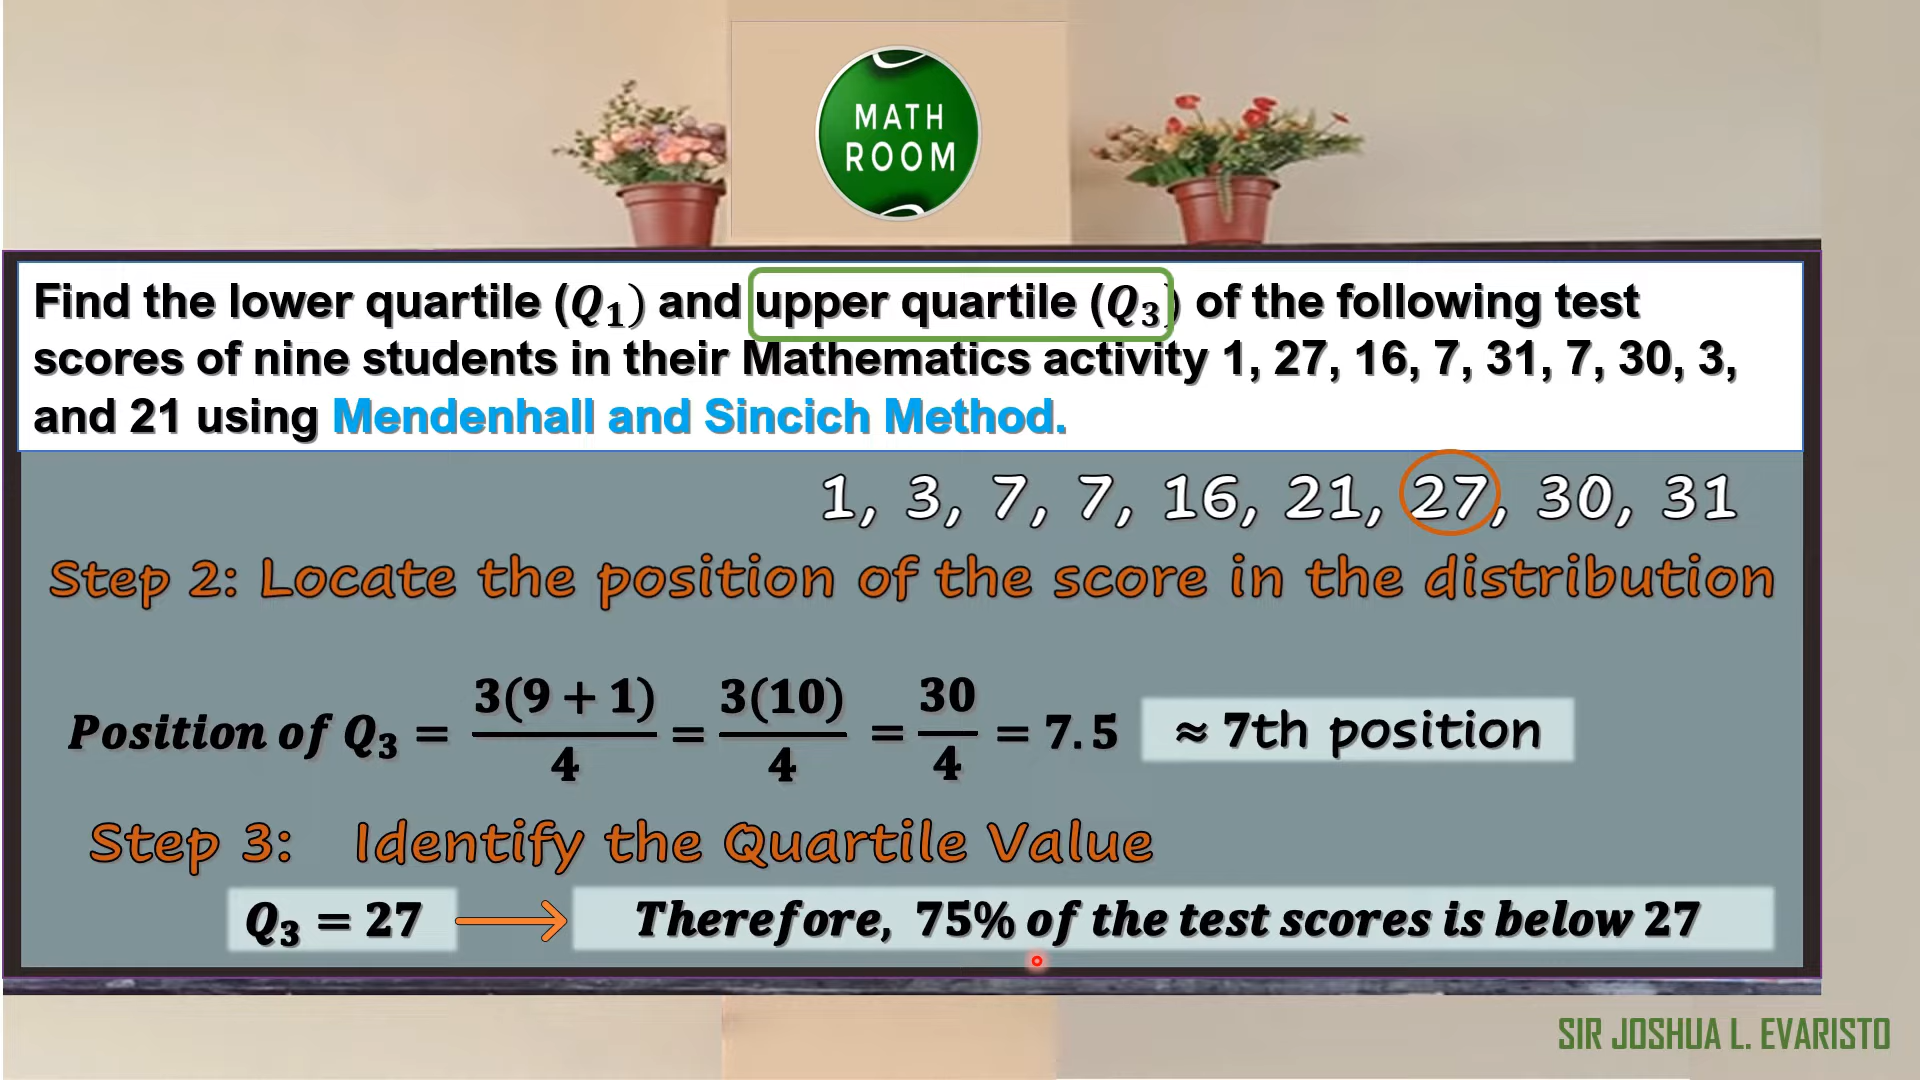 MATH
ROOM
Find the lower quartile (Q₁) and upper quartile (Q₃) of the following test
scores of nine students in their Mathematics activity 1, 27, 16, 7, 31, 7, 30, 3,
and 21 using Mendenhall and Sincich Method.
1, 3, 7, 7, 16, 21, 27, 30, 31
Step 2: Locate the position of the score in the distribution
Position of Q₃ = 3(9 + 1)/4 = 3(10)/4 = 30/4 = 7.5 ≈ 7th position
Step 3: Identify the Quartile Value
Q₃ = 27 → Therefore, 75% of the test scores is below 27
SIR JOSHUA L. EVARISTO